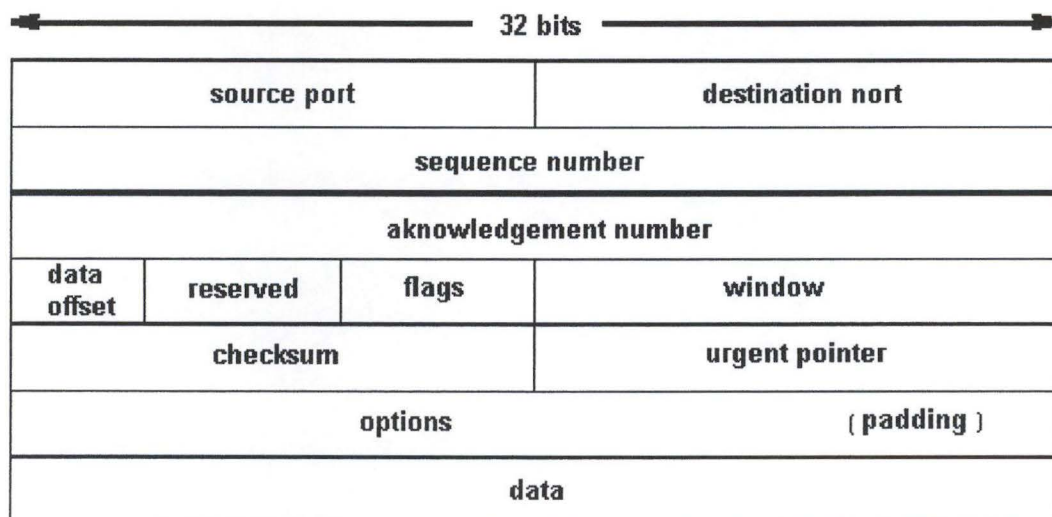 32 bits
source port destination nort
sequence number
aknowledgement number
data offset reserved flags window
checksum urgent pointer
options ( padding )
data